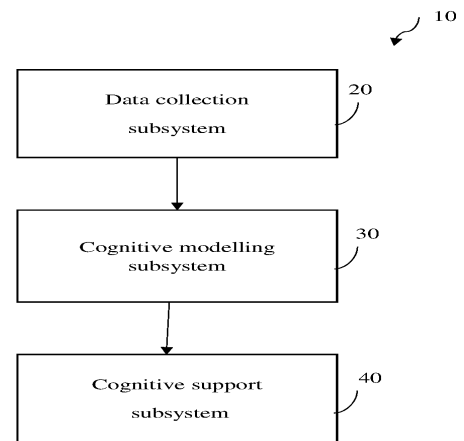 10
Data collection
subsystem
20
Cognitive modelling
subsystem
30
Cognitive support
subsystem
40